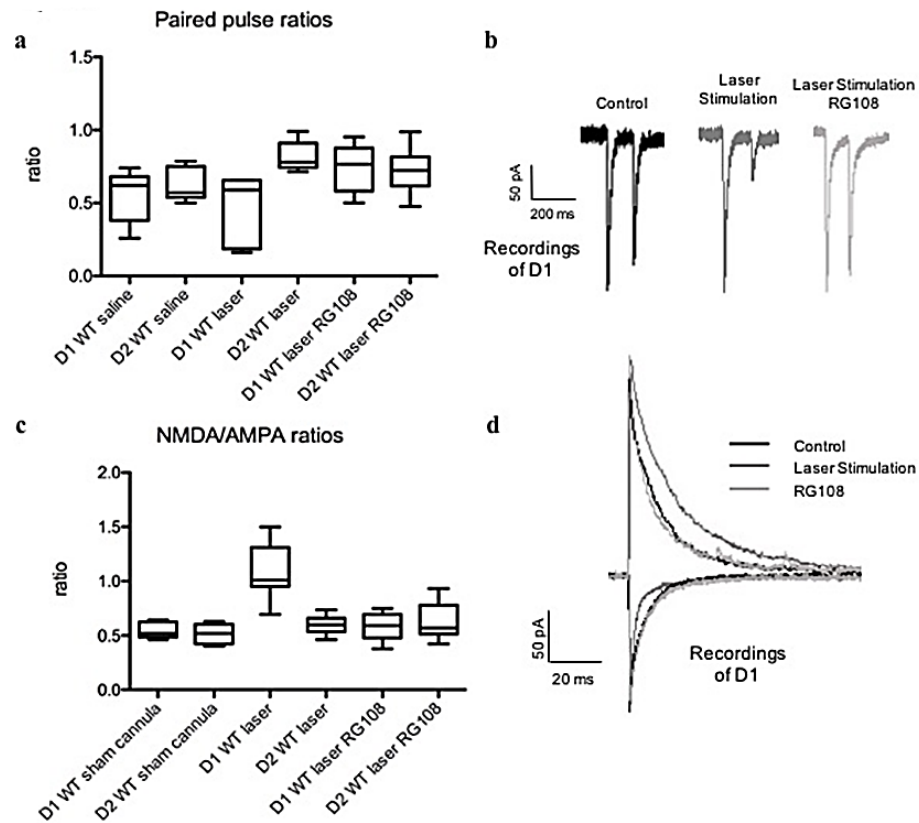 a
Paired pulse ratios
1.5
1.0
0.5
0.0
ratio
D1 WT saline
D2 WT saline
D1 WT laser
D2 WT laser
D1 WT laser RG108
D2 WT laser RG108
b
Control
Laser
Stimulation
Laser Stimulation
RG108
50 pA
200 ms
Recordings
of D1
c
NMDA/AMPA ratios
2.0
1.5
1.0
0.5
0.0
ratio
D1 WT sham cannula
D2 WT sham cannula
D1 WT laser
D2 WT laser
D1 WT laser RG108
D2 WT laser RG108
d
Control
Laser Stimulation
RG108
50 pA
20 ms
Recordings
of D1